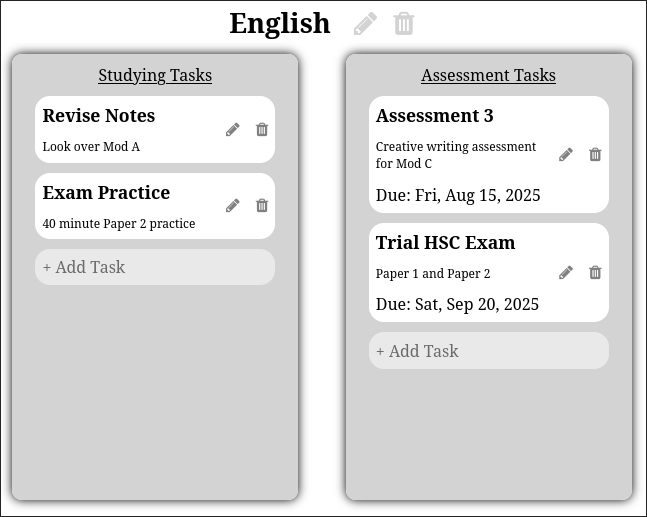 English
Studying Tasks
Revise Notes
Look over Mod A
Exam Practice
40 minute Paper 2 practice
+ Add Task
Assessment Tasks
Assessment 3
Creative writing assessment
for Mod C
Due: Fri, Aug 15, 2025
Trial HSC Exam
Paper 1 and Paper 2
Due: Sat, Sep 20, 2025
+ Add Task